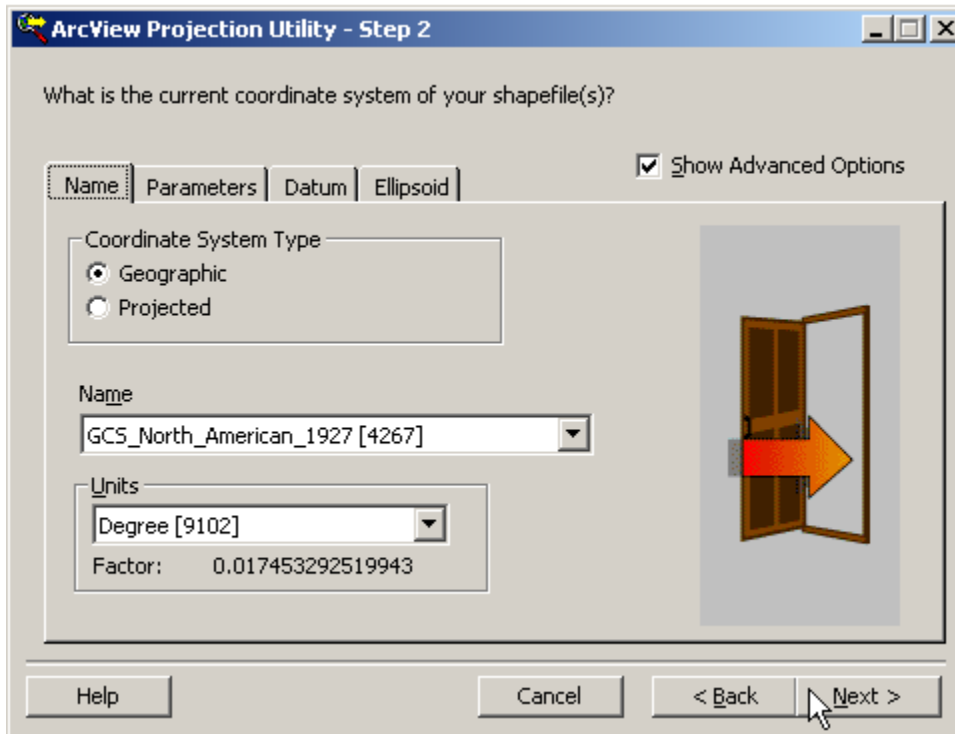 ArcView Projection Utility - Step 2
What is the current coordinate system of your shapefile(s)?
Show Advanced Options
Name Parameters Datum Ellipsoid
Coordinate System Type
Geographic
Projected
Name
GCS_North_American_1927 [4267]
Units
Degree [9102]
Factor: 0.017453292519943
Help Cancel < Back Next >